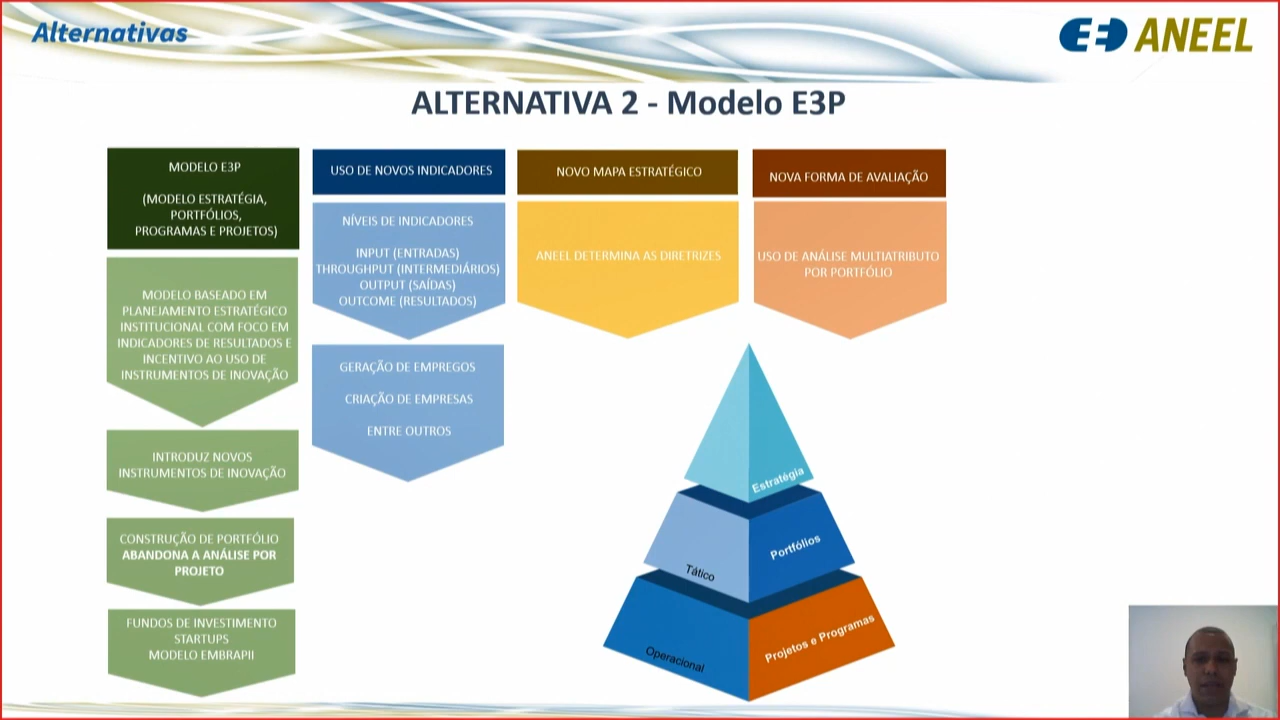 Alternativas
ANEEL
ALTERNATIVA 2 - Modelo E3P
MODELO E3P
(MODELO ESTRATÉGIA,
PORTFÓLIOS,
PROGRAMAS E PROJETOS)
MODELO BASEADO EM
PLANEJAMENTO ESTRATÉGICO
INSTITUCIONAL COM FOCO EM
INDICADORES DE RESULTADOS E
INCENTIVO AO USO DE
INSTRUMENTOS DE INOVAÇÃO
INTRODUZ NOVOS
INSTRUMENTOS DE INOVAÇÃO
CONSTRUÇÃO DE PORTFÓLIO
ABANDONA A ANÁLISE POR
PROJETO
FUNDOS DE INVESTIMENTO
STARTUPS
MODELO EMBRAPII
USO DE NOVOS INDICADORES
NÍVEIS DE INDICADORES
INPUT (ENTRADAS)
THROUGHPUT (INTERMEDIÁRIOS)
OUTPUT (SAÍDAS)
OUTCOME (RESULTADOS)
GERAÇÃO DE EMPREGOS
CRIAÇÃO DE EMPRESAS
ENTRE OUTROS
NOVO MAPA ESTRATÉGICO
ANEEL DETERMINA AS DIRETRIZES
NOVA FORMA DE AVALIAÇÃO
USO DE ANÁLISE MULTIATRIBUTO
POR PORTFÓLIO
Estratégia
Tático
Portfólios
Operacional
Projetos e Programas